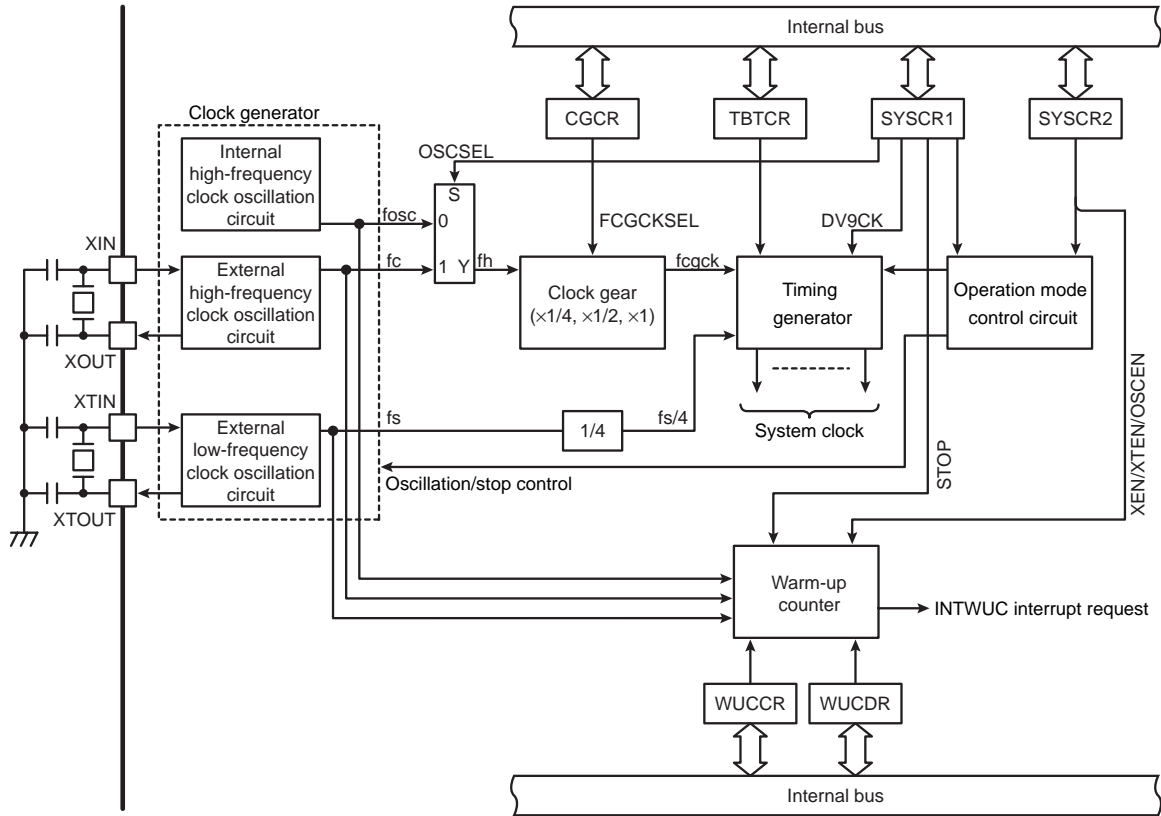 Internal bus
CGCR
TBTCR
SYSCR1
SYSCR2
Clock generator
Internal
high-frequency
clock oscillation
circuit
OSCSEL
S
0
1 Y
fosc
FCGCKSEL
DV9CK
XIN
External
high-frequency
clock oscillation
circuit
fc
fh
Clock gear
(×1/4, ×1/2, ×1)
fcgck
Timing
generator
Operation mode
control circuit
XOUT
XTIN
External
low-frequency
clock oscillation
circuit
fs
1/4
fs/4
System clock
XTOUT
Oscillation/stop control
STOP
XEN/XTEN/OSCEN
Warm-up
counter
INTWUC interrupt request
WUCCR
WUCDR
Internal bus